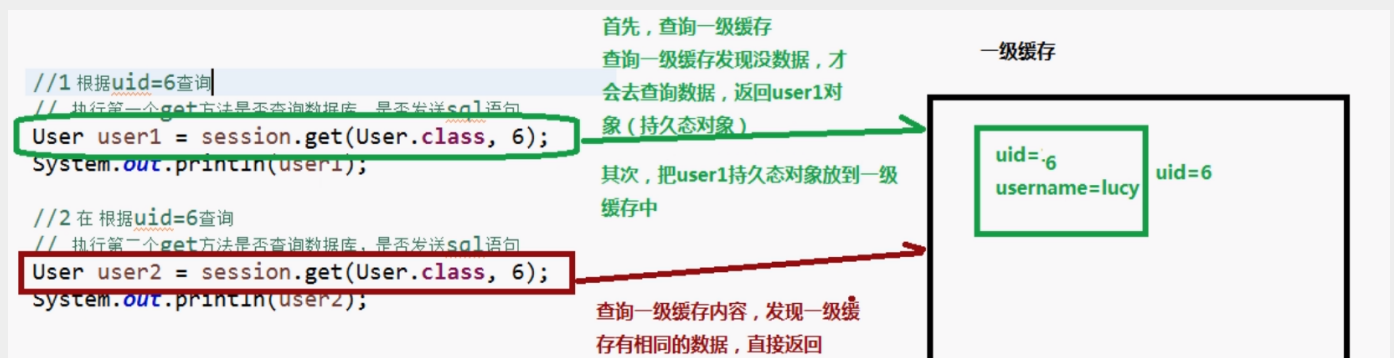 //1 根据uid=6查询
// 执行第一个get方法是否查询数据库，是否发送sql语句
User user1 = session.get(User.class, 6);
System.out.println(user1);
//2 在 根据uid=6查询
// 执行第二个get方法是否查询数据库，是否发送sql语句
User user2 = session.get(User.class, 6);
System.out.println(user2);
首先，查询一级缓存
查询一级缓存发现没数据，才
会去查询数据，返回user1对
象（持久态对象）
其次，把user1持久态对象放到一级
缓存中
查询一级缓存内容，发现一级缓
存有相同的数据，直接返回
一级缓存
uid=6
username=lucy
uid=6